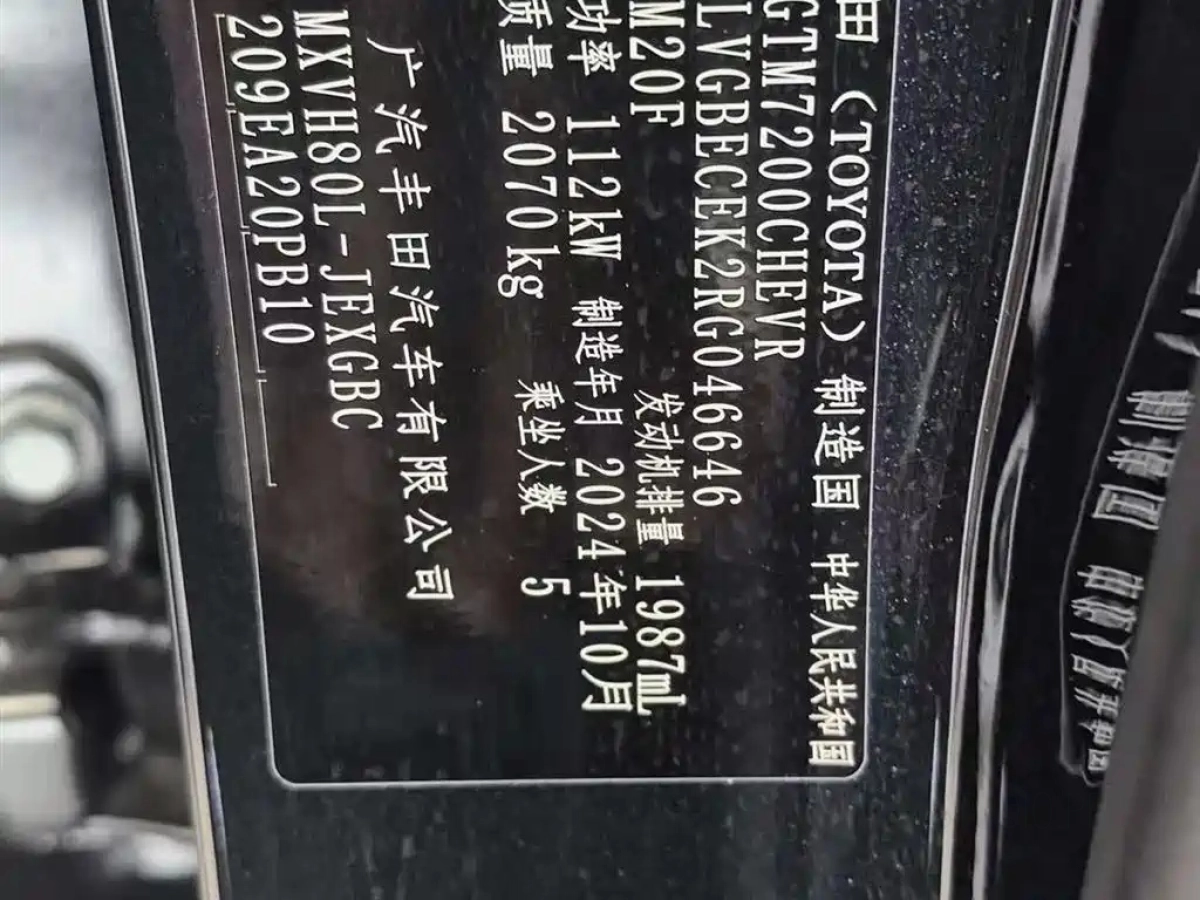 田（TOYOTA）制造国 中华人民共和国
GTM7200CHEVR
LVGBECEK2RG046646
M20F 发动机排量 1987mL
功率 112kW 制造年月 2024年10月
质量 2070kg 乘坐人数 5
广汽丰田汽车有限公司
MXVH80L-JEXGBC
209EA20PB10